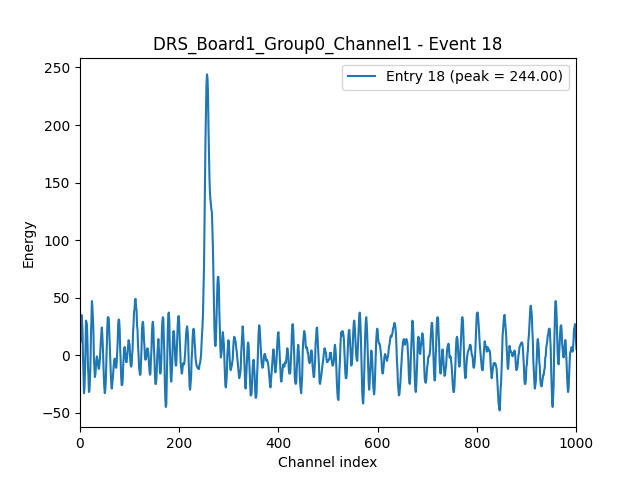 DRS_Board1_Group0_Channel1 - Event 18
Entry 18 (peak = 244.00)
250
200
150
100
50
0
−50
Energy
0 200 400 600 800 1000
Channel index